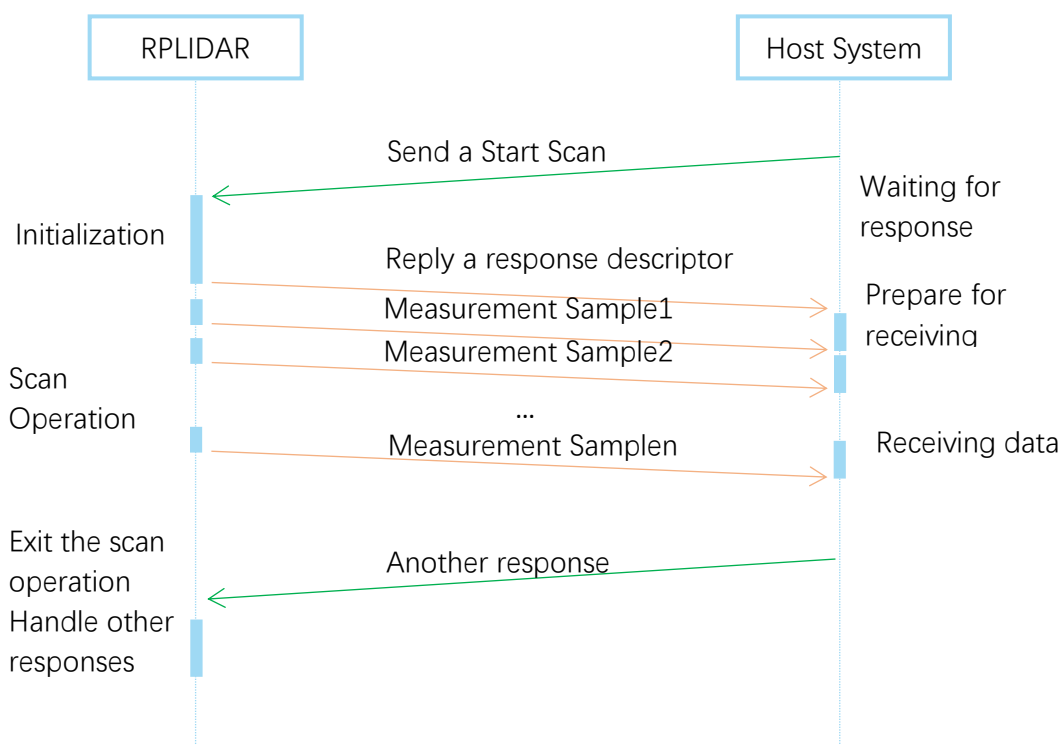 RPLIDAR
Host System
Send a Start Scan
Waiting for
response
Initialization
Reply a response descriptor
Prepare for
receiving
Measurement Sample1
Measurement Sample2
Scan
Operation
...
Measurement Samplen
Receiving data
Exit the scan
operation
Another response
Handle other
responses